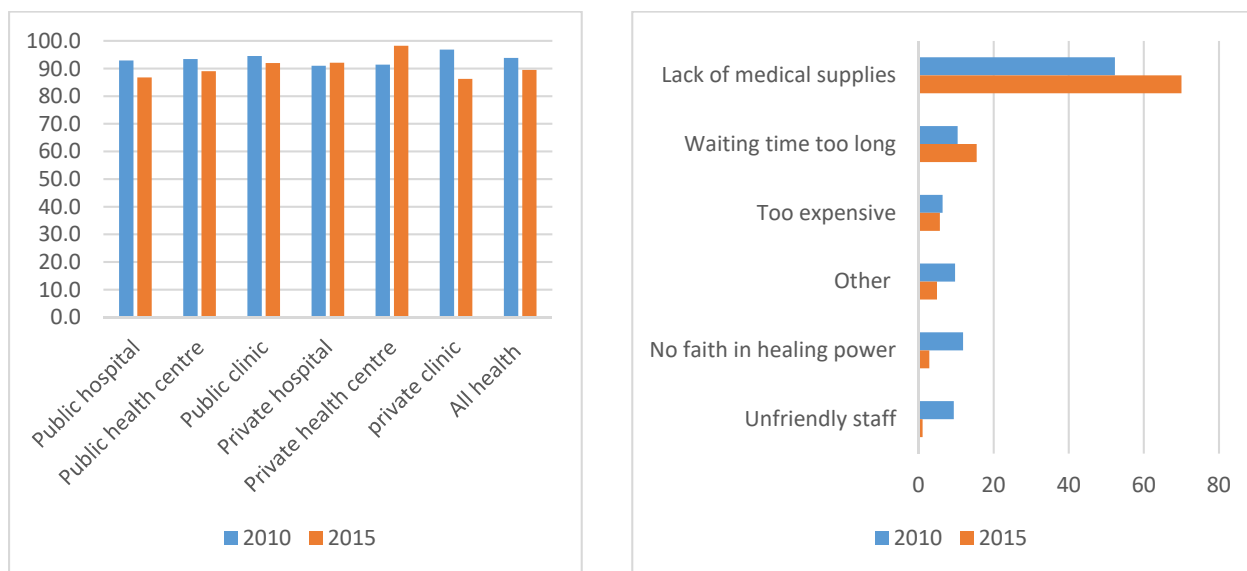 100.0
90.0
80.0
70.0
60.0
50.0
40.0
30.0
20.0
10.0
0.0
Public hospital
Public health centre
Public clinic
Private hospital
Private health centre
private clinic
All health
2010 2015
Lack of medical supplies
Waiting time too long
Too expensive
Other
No faith in healing power
Unfriendly staff
0 20 40 60 80
2010 2015